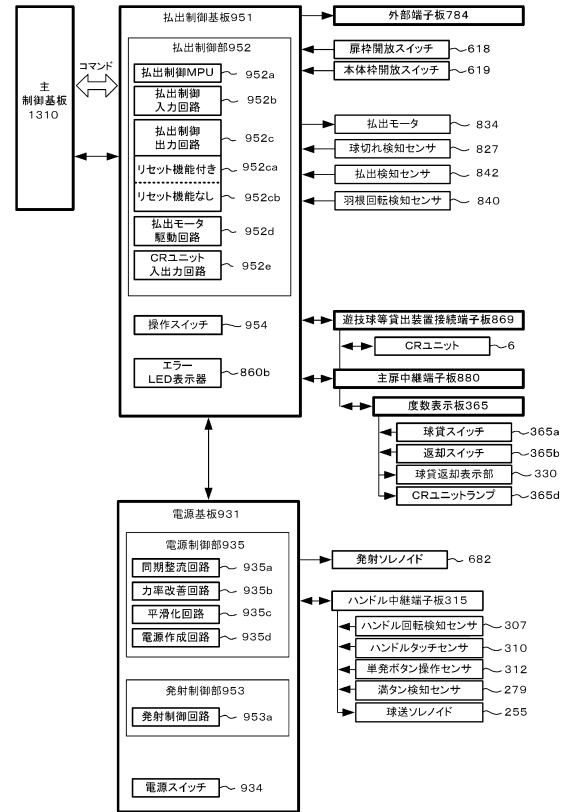 主
制御基板
1310
コマンド
払出制御基板951
払出制御部952
払出制御MPU
952a
払出制御
入力回路
952b
払出制御
出力回路
952c
リセット機能付き
952ca
リセット機能なし
952cb
払出モータ
駆動回路
952d
CRユニット
入出力回路
952e
操作スイッチ
954
エラー
LED表示器
860b
外部端子板784
扉枠開放スイッチ
618
本体枠開放スイッチ
619
払出モータ
834
球切れ検知センサ
827
払出検知センサ
842
羽根回転検知センサ
840
遊技球等貸出装置接続端子板869
CRユニット
6
主扉中継端子板880
度数表示板365
球貸スイッチ
365a
返却スイッチ
365b
球貸返却表示部
330
CRユニットランプ
365d
電源基板931
電源制御部935
同期整流回路
935a
力率改善回路
935b
平滑化回路
935c
電源作成回路
935d
発射制御部953
発射制御回路
953a
電源スイッチ
934
発射ソレノイド
682
ハンドル中継端子板315
ハンドル回転検知センサ
307
ハンドルタッチセンサ
310
単発ボタン操作センサ
312
満タン検知センサ
279
球送ソレノイド
255